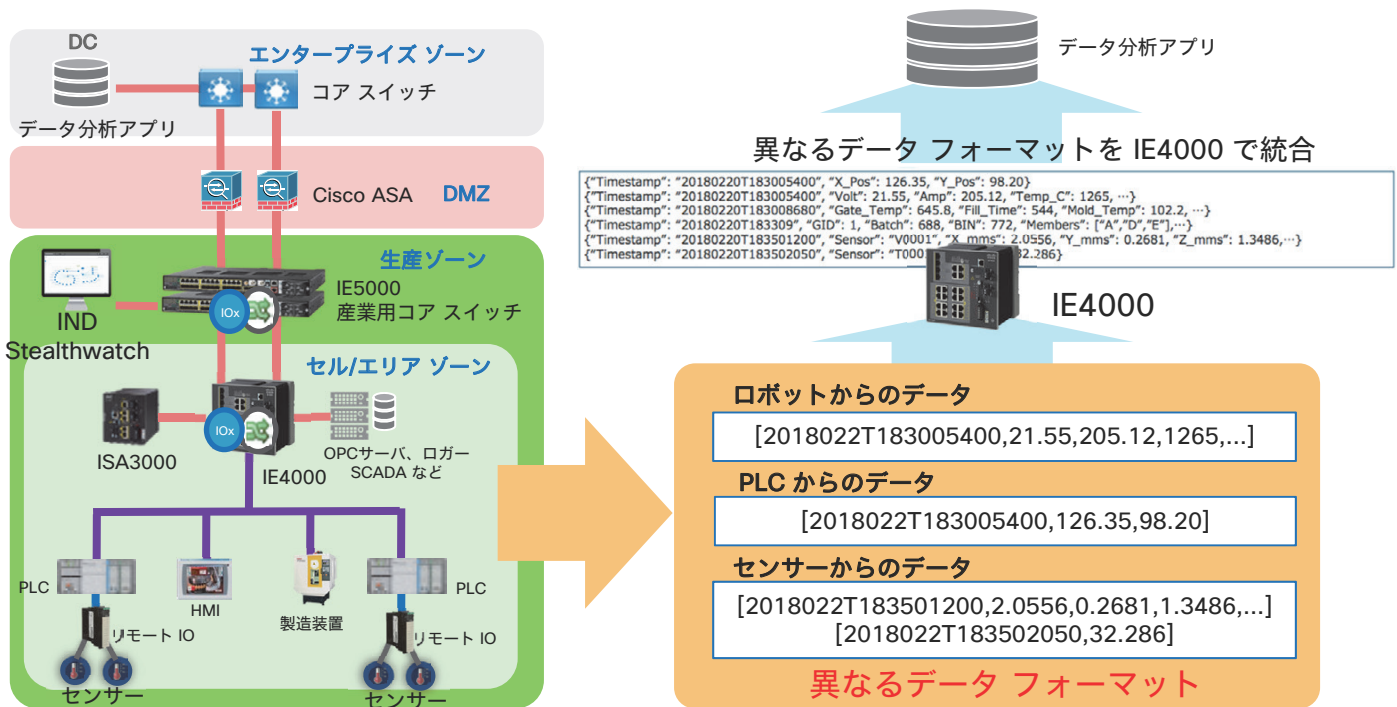 DC
エンタープライズ ゾーン
コア スイッチ
データ分析アプリ
Cisco ASA
DMZ
生産ゾーン
IE5000
産業用コア スイッチ
IOx
IND
Stealthwatch
セル/エリア ゾーン
IOx
ISA3000
IE4000
OPCサーバ、ロガー
SCADA など
PLC
HMI
製造装置
PLC
リモート IO
リモート IO
センサー
センサー
データ分析アプリ
異なるデータ フォーマットを IE4000 で統合
{"Timestamp": "20180220T183005400", "X_Pos": 126.35, "Y_Pos": 98.20}
{"Timestamp": "20180220T183005400", "Volt": 21.55, "Amp": 205.12, "Temp_C": 1265, …}
{"Timestamp": "20180220T183008680", "Gate_Temp": 645.8, "Fill_Time": 544, "Mold_Temp": 102.2, …}
{"Timestamp": "20180220T183309", "GID": 1, "Batch": 688, "BIN": 772, "Members": ["A","D","E"],…}
{"Timestamp": "20180220T183501200", "Sensor": "V0001", "X_mms": 2.0556, "Y_mms": 0.2681, "Z_mms": 1.3486,…}
{"Timestamp": "20180220T183502050", "Sensor": "T000 32.286}
IE4000
ロボットからのデータ
[2018022T183005400,21.55,205.12,1265,...]
PLC からのデータ
[2018022T183005400,126.35,98.20]
センサーからのデータ
[2018022T183501200,2.0556,0.2681,1.3486,...]
[2018022T183502050,32.286]
異なるデータ フォーマット